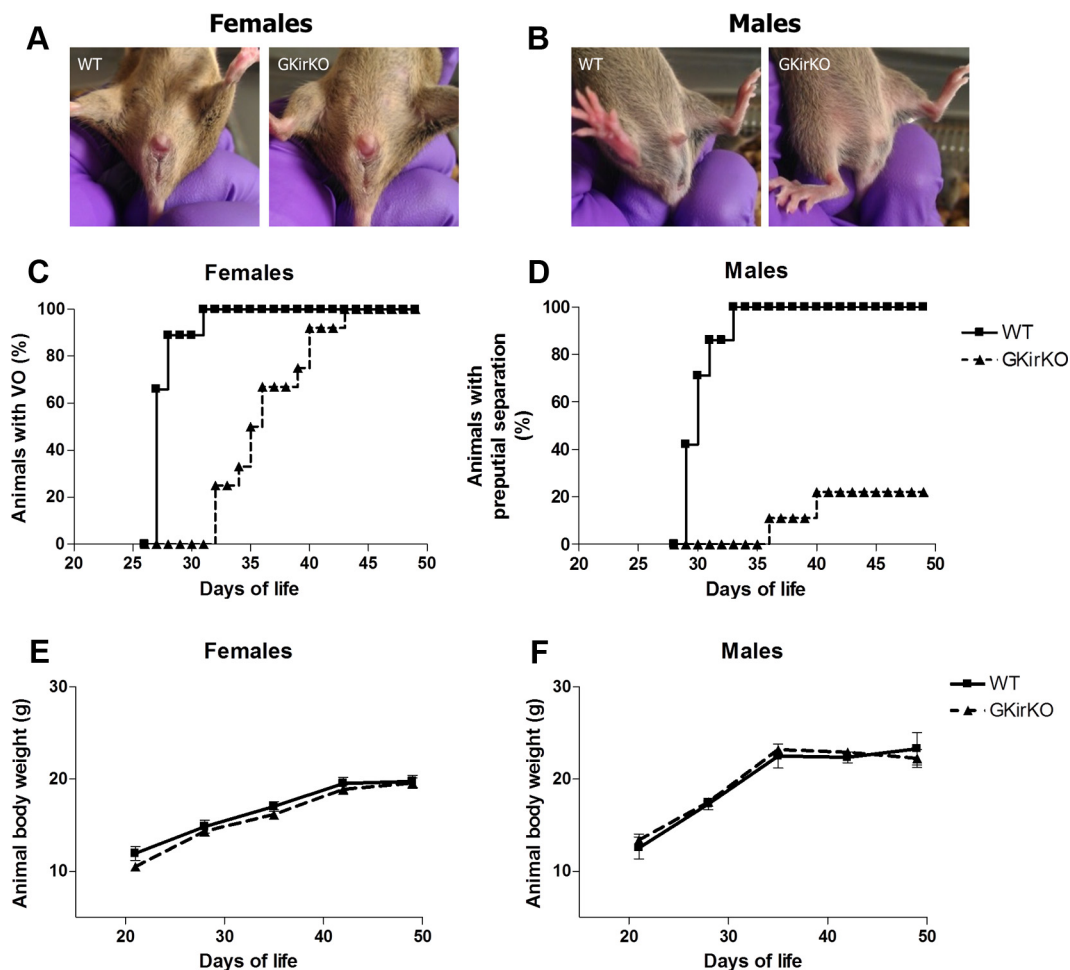 Females
Males
A
B
WT
GKirKO
WT
GKirKO
C
Females
D
Males
Animals with VO (%)
100
80
60
40
20
0
20
25
30
35
40
45
50
Days of life
Animals with
preputial separation
(%)
100
80
60
40
20
0
20
25
30
35
40
45
50
Days of life
WT
GKirKO
E
Females
F
Males
Animal body weight (g)
30
20
10
20
30
40
50
Days of life
Animal body weight (g)
30
20
10
20
30
40
50
Days of life
WT
GKirKO